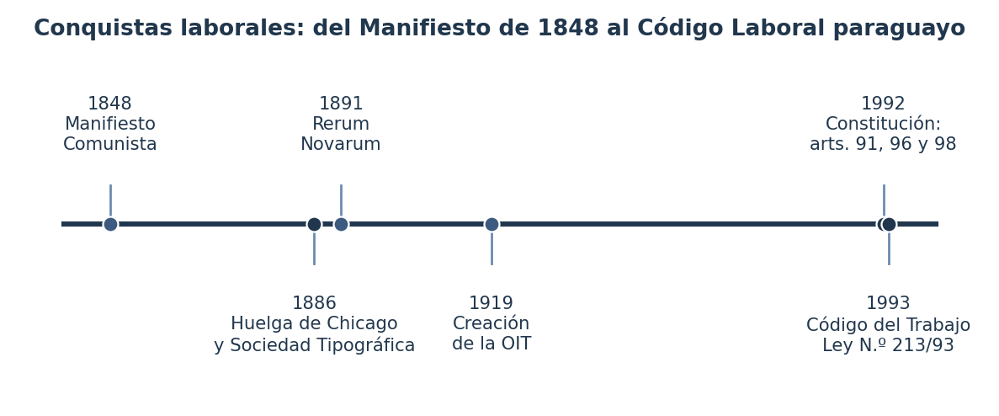 Conquistas laborales: del Manifiesto de 1848 al Código Laboral paraguayo
1848
Manifiesto
Comunista
1891
Rerum
Novarum
1992
Constitución:
arts. 91, 96 y 98
1886
Huelga de Chicago
y Sociedad Tipográfica
1919
Creación
de la OIT
1993
Código del Trabajo
Ley N.º 213/93